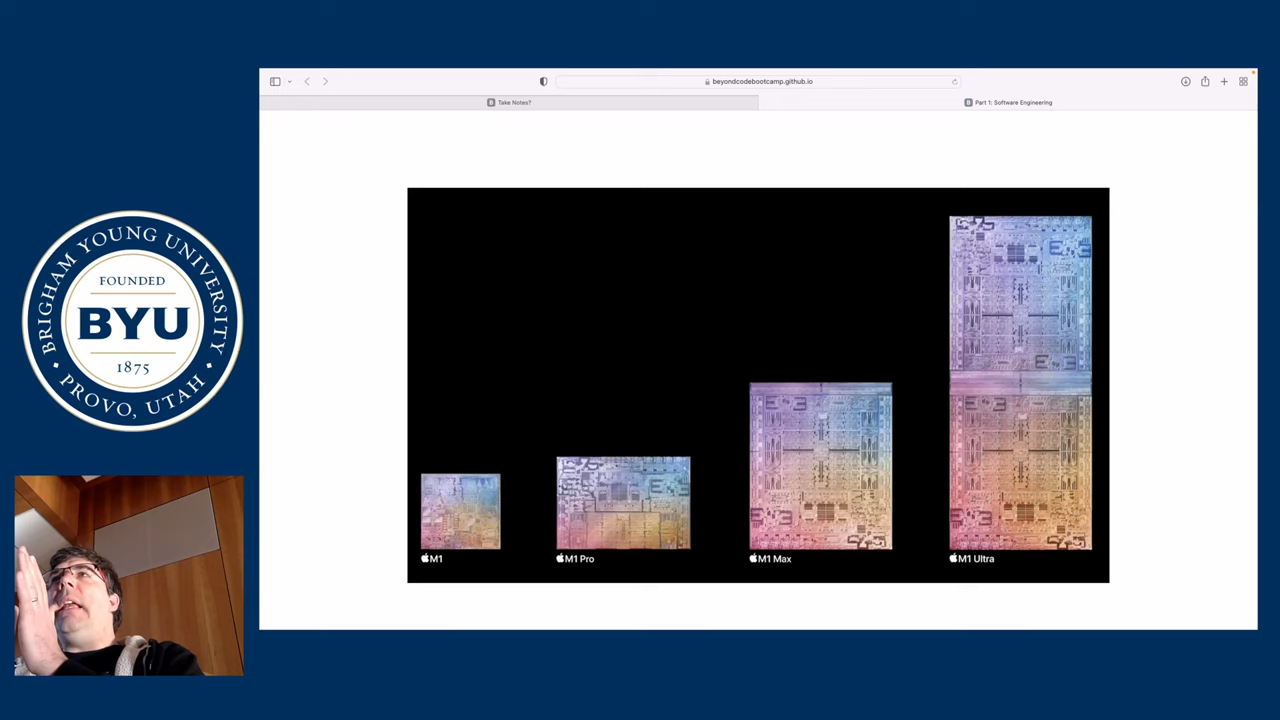 beyondcodebootcamp.github.io
Take Notes?
Part 1: Software Engineering
BRIGHAM YOUNG UNIVERSITY
FOUNDED
BYU
1875
PROVO, UTAH
M1
M1 Pro
M1 Max
M1 Ultra